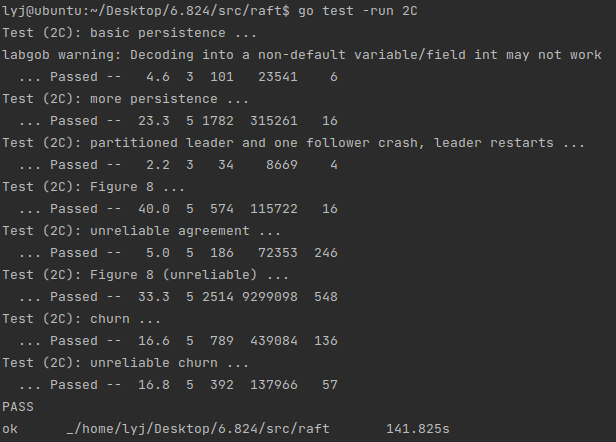 lyj@ubuntu:~/Desktop/6.824/src/raft$ go test -run 2C
Test (2C): basic persistence ...
labgob warning: Decoding into a non-default variable/field int may not work
  ... Passed --   4.6  3  101   23541    6
Test (2C): more persistence ...
  ... Passed --  23.3  5 1782  315261   16
Test (2C): partitioned leader and one follower crash, leader restarts ...
  ... Passed --   2.2  3   34    8669    4
Test (2C): Figure 8 ...
  ... Passed --  40.0  5  574  115722   16
Test (2C): unreliable agreement ...
  ... Passed --   5.0  5  186   72353  246
Test (2C): Figure 8 (unreliable) ...
  ... Passed --  33.3  5 2514 9299098  548
Test (2C): churn ...
  ... Passed --  16.6  5  789  439084  136
Test (2C): unreliable churn ...
  ... Passed --  16.8  5  392  137966   57
PASS
ok      _/home/lyj/Desktop/6.824/src/raft       141.825s